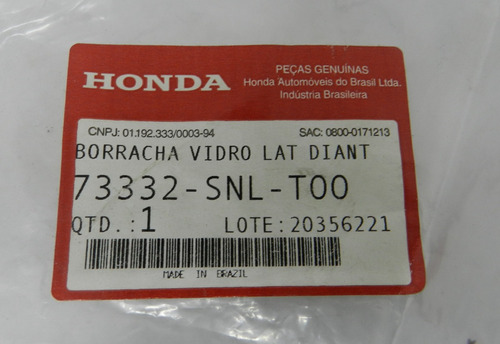 HONDA
PEÇAS GENUÍNAS
Honda Automóveis do Brasil Ltda.
Indústria Brasileira
CNPJ: 01.192.333/0003-94
SAC: 0800-0171213
BORRACHA VIDRO LAT DIANT
73332-SNL-T00
QTD.:1
LOTE:20356221
MADE IN BRAZIL